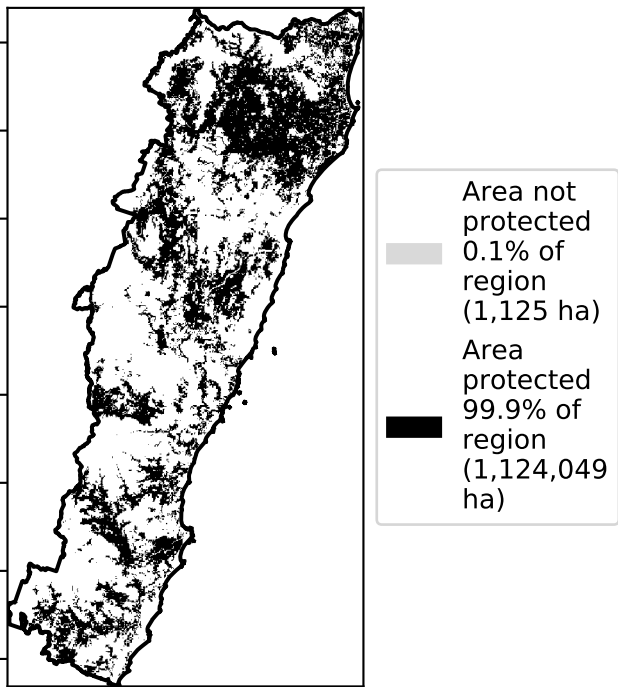 Area not
protected
0.1% of
region
(1,125 ha)
Area
protected
99.9% of
region
(1,124,049
ha)